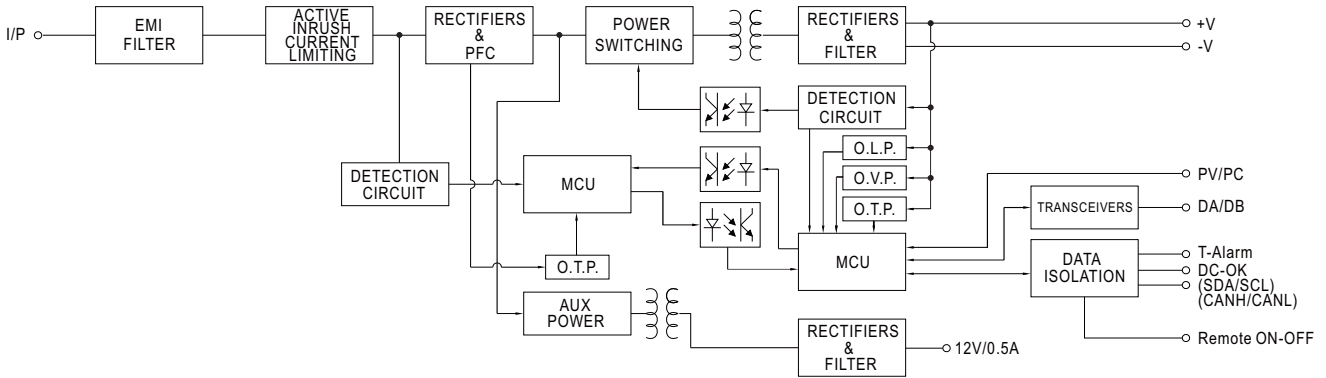 I/P
EMI
FILTER
ACTIVE
INRUSH
CURRENT
LIMITING
RECTIFIERS
&
PFC
POWER
SWITCHING
RECTIFIERS
&
FILTER
+V
-V
DETECTION
CIRCUIT
O.L.P.
O.V.P.
O.T.P.
DETECTION
CIRCUIT
MCU
O.T.P.
MCU
PV/PC
TRANSCEIVERS
DA/DB
DATA
ISOLATION
T-Alarm
DC-OK
(SDA/SCL)
(CANH/CANL)
Remote ON-OFF
AUX
POWER
RECTIFIERS
&
FILTER
12V/0.5A